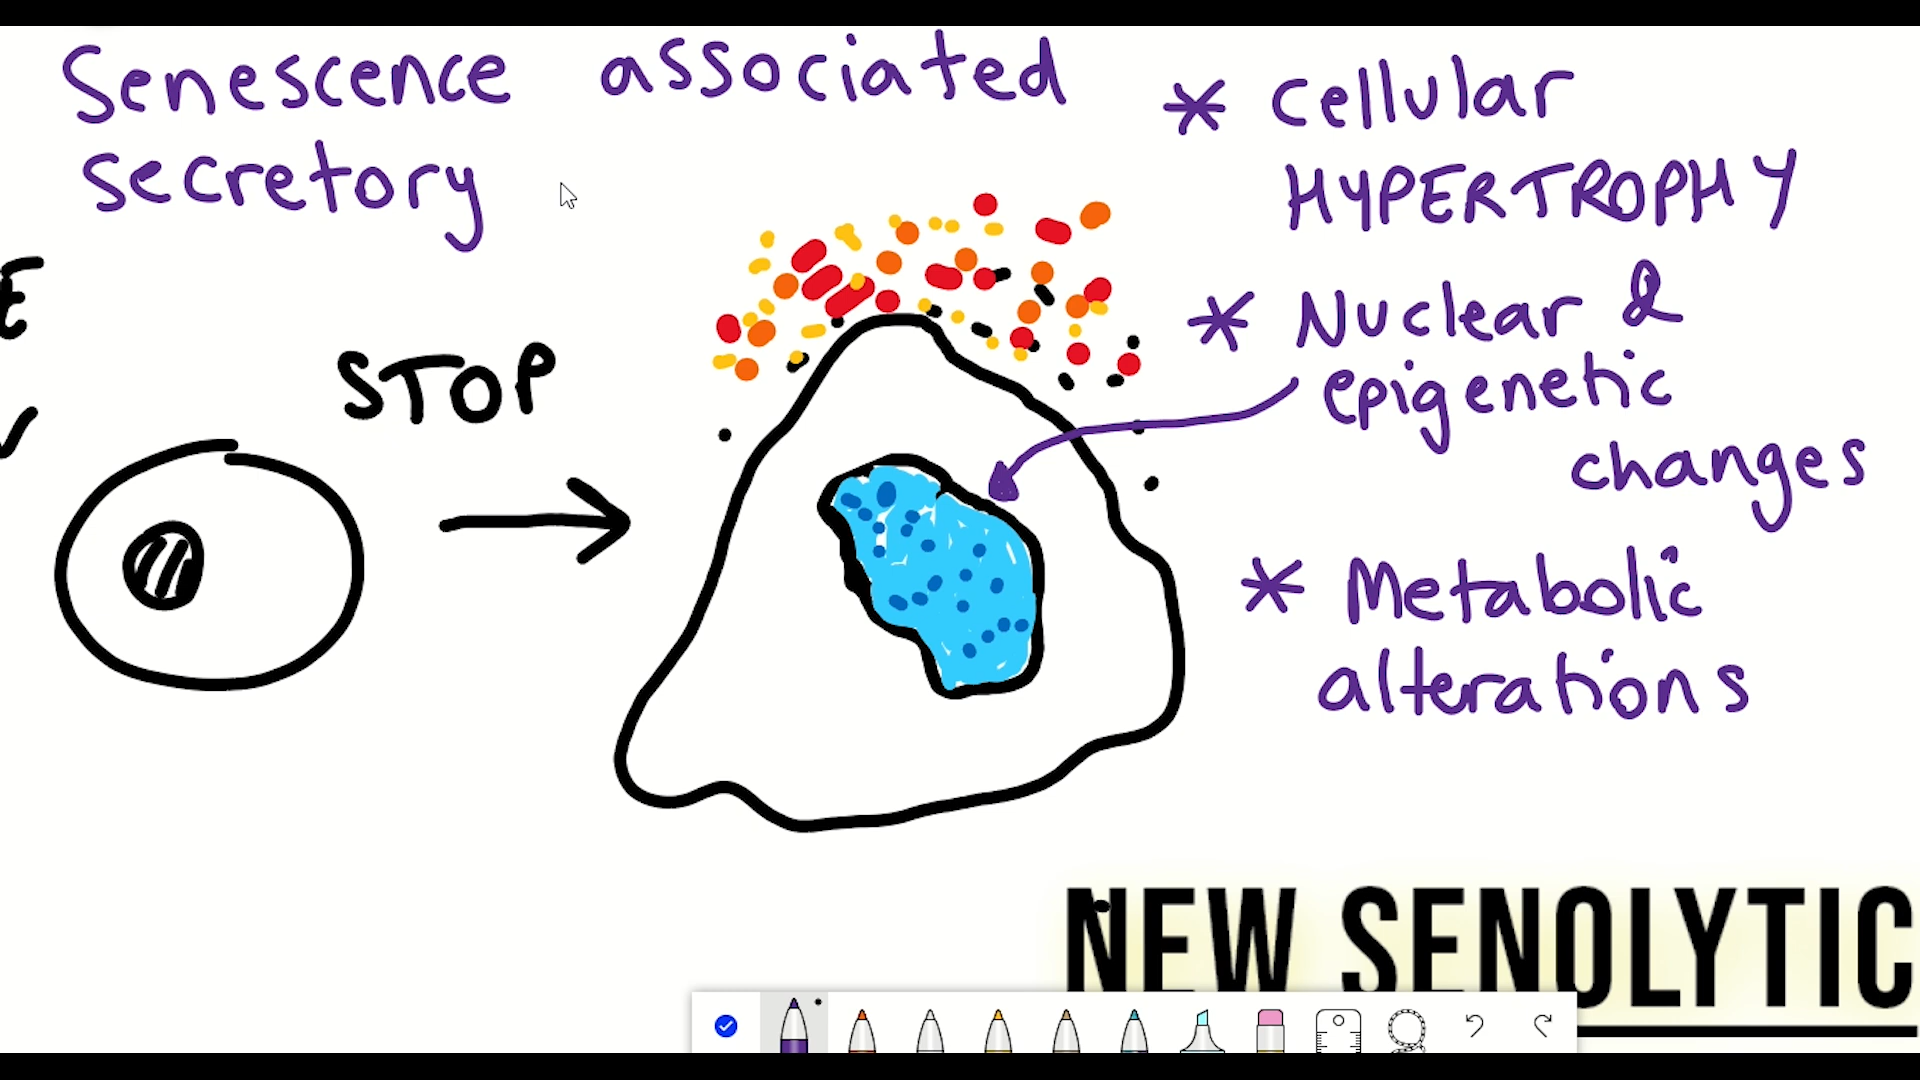 Senescence associated
secretory
STOP
* Cellular
HYPERTROPHY
* Nuclear &
epigenetic
changes
* Metabolic
alterations
NEW SENOLYTIC